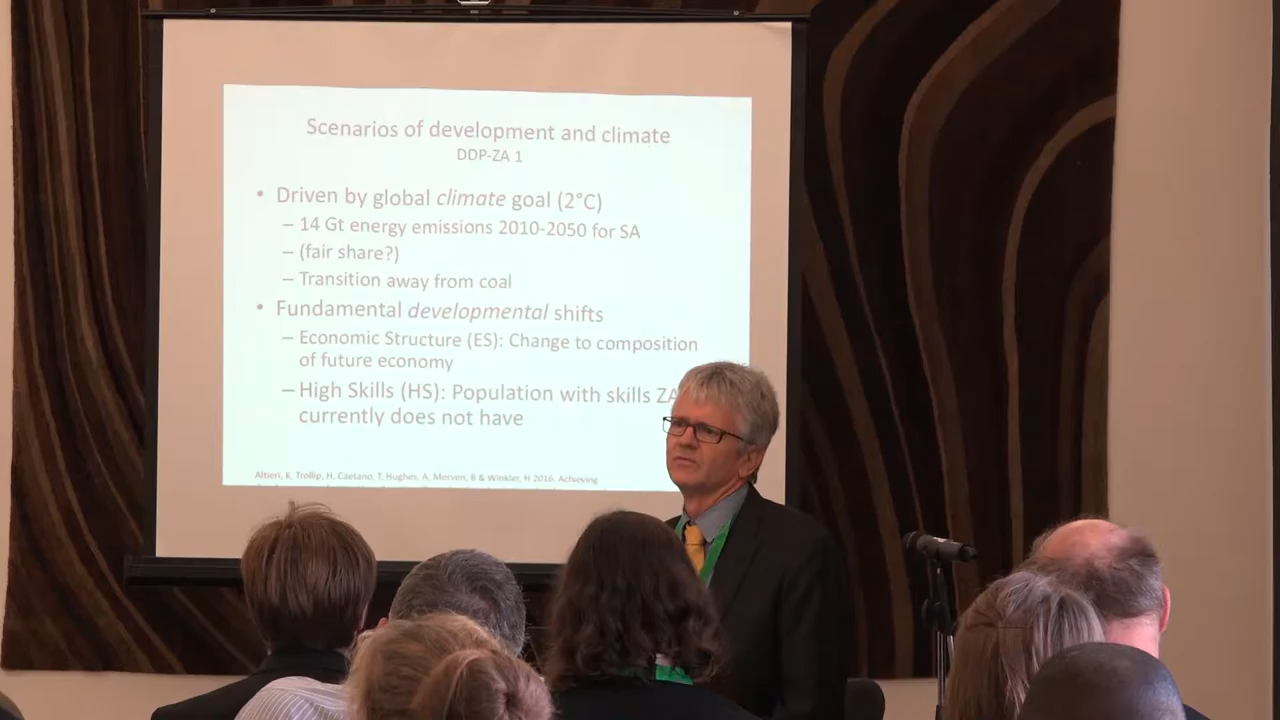 Scenarios of development and climate
DDP-ZA 1
• Driven by global climate goal (2°C)
– 14 Gt energy emissions 2010-2050 for SA
– (fair share?)
– Transition away from coal
• Fundamental developmental shifts
– Economic Structure (ES): Change to composition
of future economy
– High Skills (HS): Population with skills ZA
currently does not have
Altieri, K, Trollip, H, Caetano, T, Hughes, A, Merven, B & Winkler, H 2016. Achieving